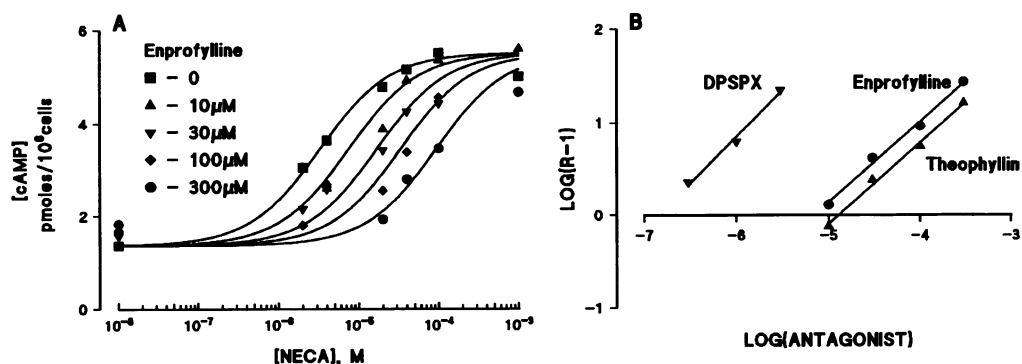 A
Enprofylline
■ – 0
▲ – 10µM
▼ – 30µM
◆ – 100µM
● – 300µM
[cAMP]
pmoles/10⁶cells
6
4
2
0
10⁻⁸
10⁻⁷
10⁻⁶
10⁻⁵
10⁻⁴
10⁻³
[NECA], M
B
DPSPX
Enprofylline
Theophyllin
LOG(R-1)
2
1
0
-1
-7
-6
-5
-4
-3
LOG(ANTAGONIST)